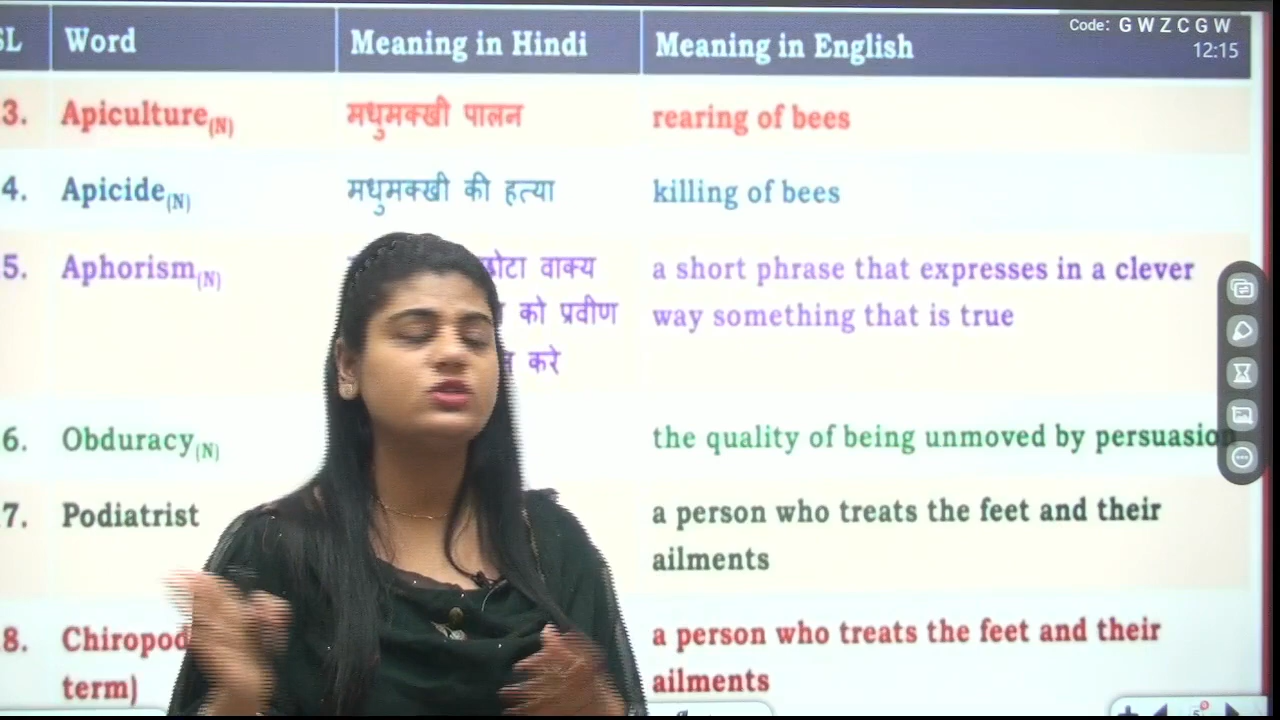 Code: G W Z C G W
12:15
SL Word Meaning in Hindi Meaning in English
3. Apiculture(N) मधुमक्खी पालन rearing of bees
4. Apicide(N) मधुमक्खी की हत्या killing of bees
5. Aphorism(N) छोटा वाक्य a short phrase that expresses in a clever
को प्रवीण way something that is true
करे
6. Obduracy(N) the quality of being unmoved by persuasion
7. Podiatrist a person who treats the feet and their
ailments
8. Chiropod a person who treats the feet and their
term) ailments